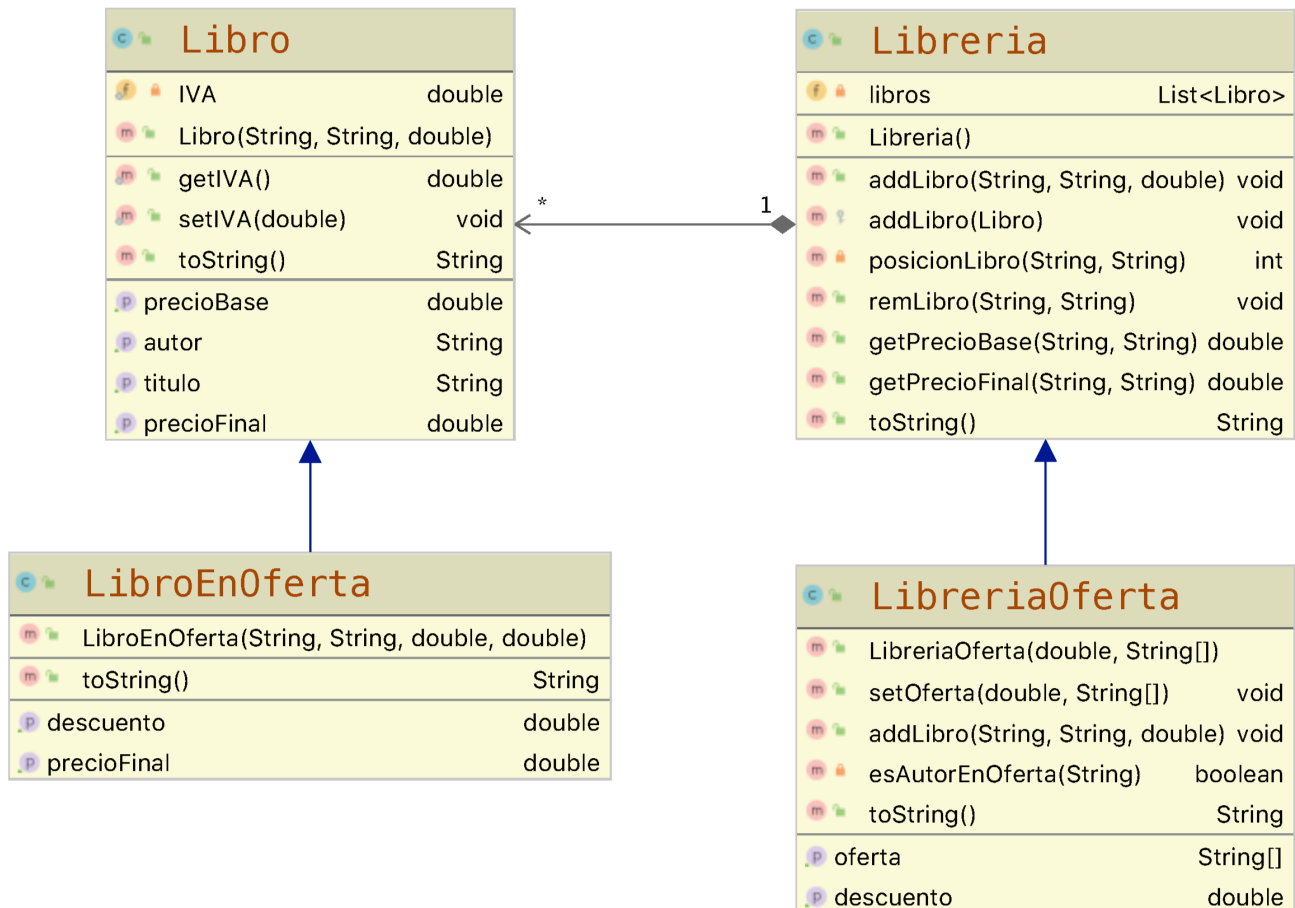 Libro
IVA double
Libro(String, String, double)
getIVA() double
setIVA(double) void
toString() String
precioBase double
autor String
titulo String
precioFinal double
* 1
Libreria
libros List<Libro>
Libreria()
addLibro(String, String, double) void
addLibro(Libro) void
posicionLibro(String, String) int
remLibro(String, String) void
getPrecioBase(String, String) double
getPrecioFinal(String, String) double
toString() String
LibroEnOferta
LibroEnOferta(String, String, double, double)
toString() String
descuento double
precioFinal double
LibreriaOferta
LibreriaOferta(double, String[])
setOferta(double, String[]) void
addLibro(String, String, double) void
esAutorEnOferta(String) boolean
toString() String
oferta String[]
descuento double